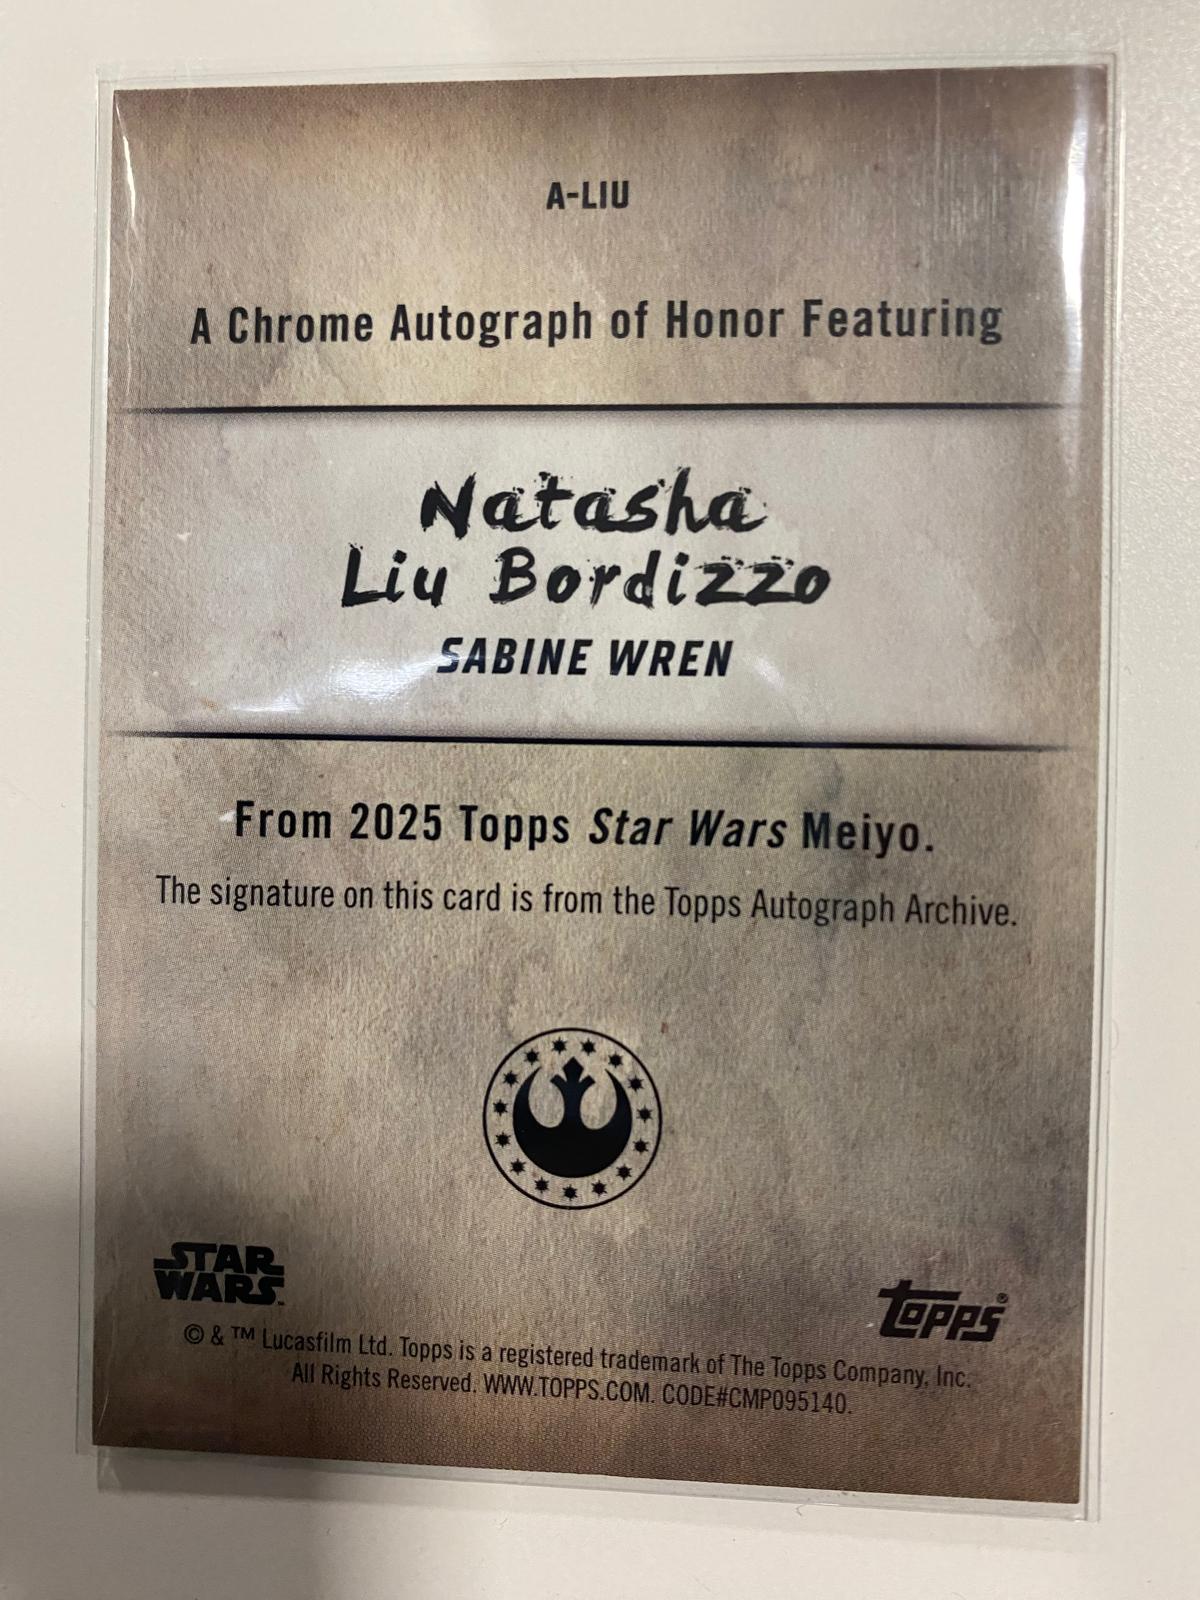 A-LIU
A Chrome Autograph of Honor Featuring
Natasha
Liu Bordizzo
SABINE WREN
From 2025 Topps Star Wars Meiyo.
The signature on this card is from the Topps Autograph Archive.
STAR
WARS
Topps®
© & ™ Lucasfilm Ltd. Topps is a registered trademark of The Topps Company, Inc.
All Rights Reserved. WWW.TOPPS.COM. CODE#CMP095140.